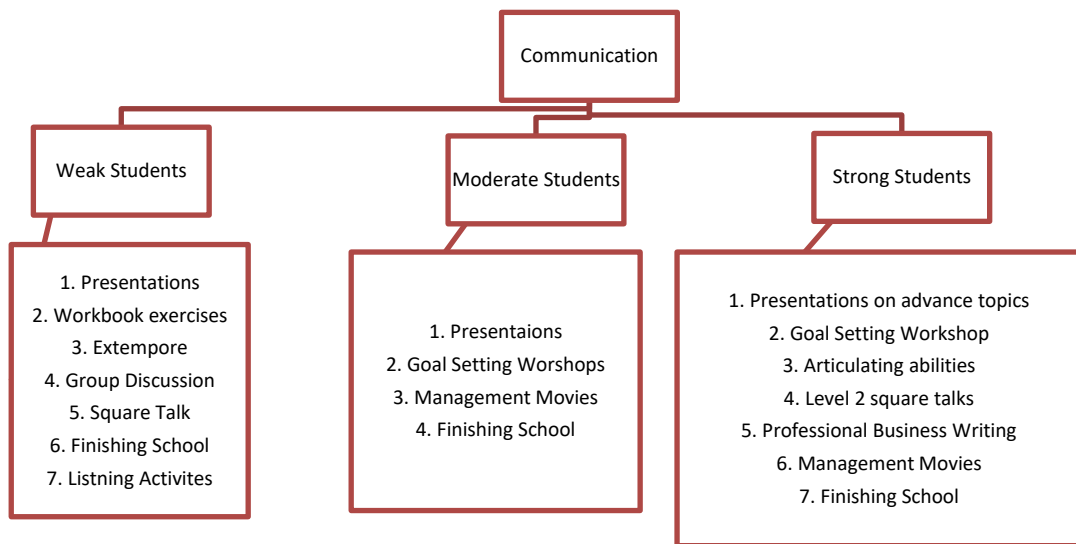 Communication
Weak Students
Moderate Students
Strong Students
1. Presentations
2. Workbook exercises
3. Extempore
4. Group Discussion
5. Square Talk
6. Finishing School
7. Listning Activites
1. Presentaions
2. Goal Setting Worshops
3. Management Movies
4. Finishing School
1. Presentations on advance topics
2. Goal Setting Workshop
3. Articulating abilities
4. Level 2 square talks
5. Professional Business Writing
6. Management Movies
7. Finishing School